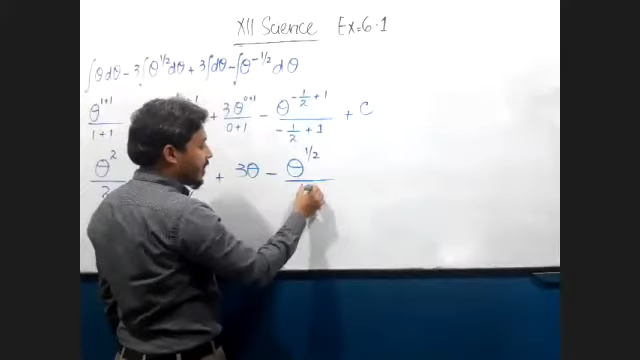 XII Science Ex=6.1
∫θdθ - 3∫θ^1/2 dθ + 3∫dθ - ∫θ^-1/2 dθ
θ^1+1 / 1+1 + 3θ^0+1 / 0+1 - θ^-1/2+1 / -1/2+1 + C
θ^2 / 2 + 3θ - θ^1/2